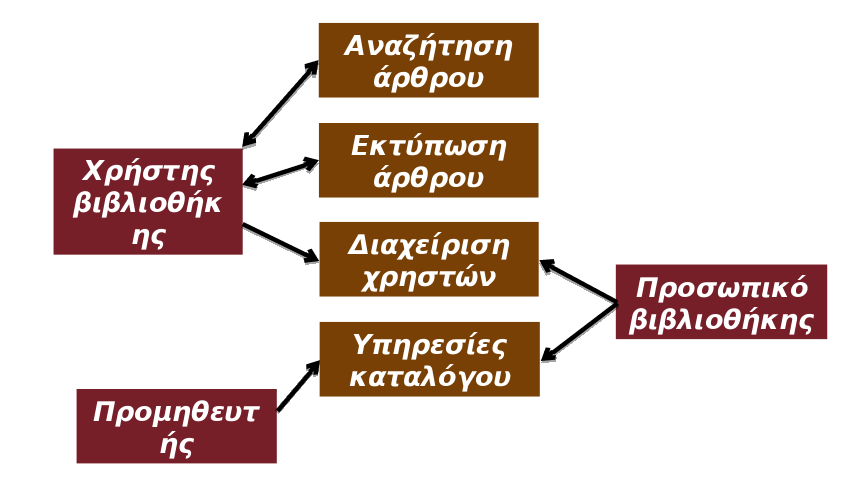 Αναζήτηση
άρθρου
Εκτύπωση
άρθρου
Χρήστης
βιβλιοθήκ
ης
Διαχείριση
χρηστών
Προσωπικό
βιβλιοθήκης
Υπηρεσίες
καταλόγου
Προμηθευτ
ής